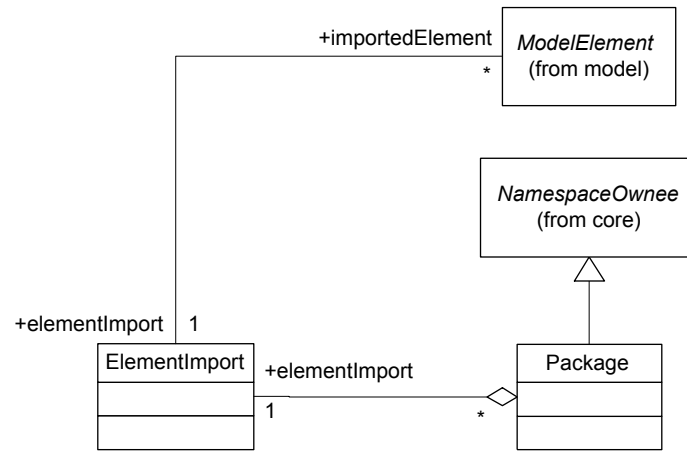 +importedElement
*
ModelElement
(from model)
NamespaceOwnee
(from core)
+elementImport
1
ElementImport
+elementImport
1
*
Package